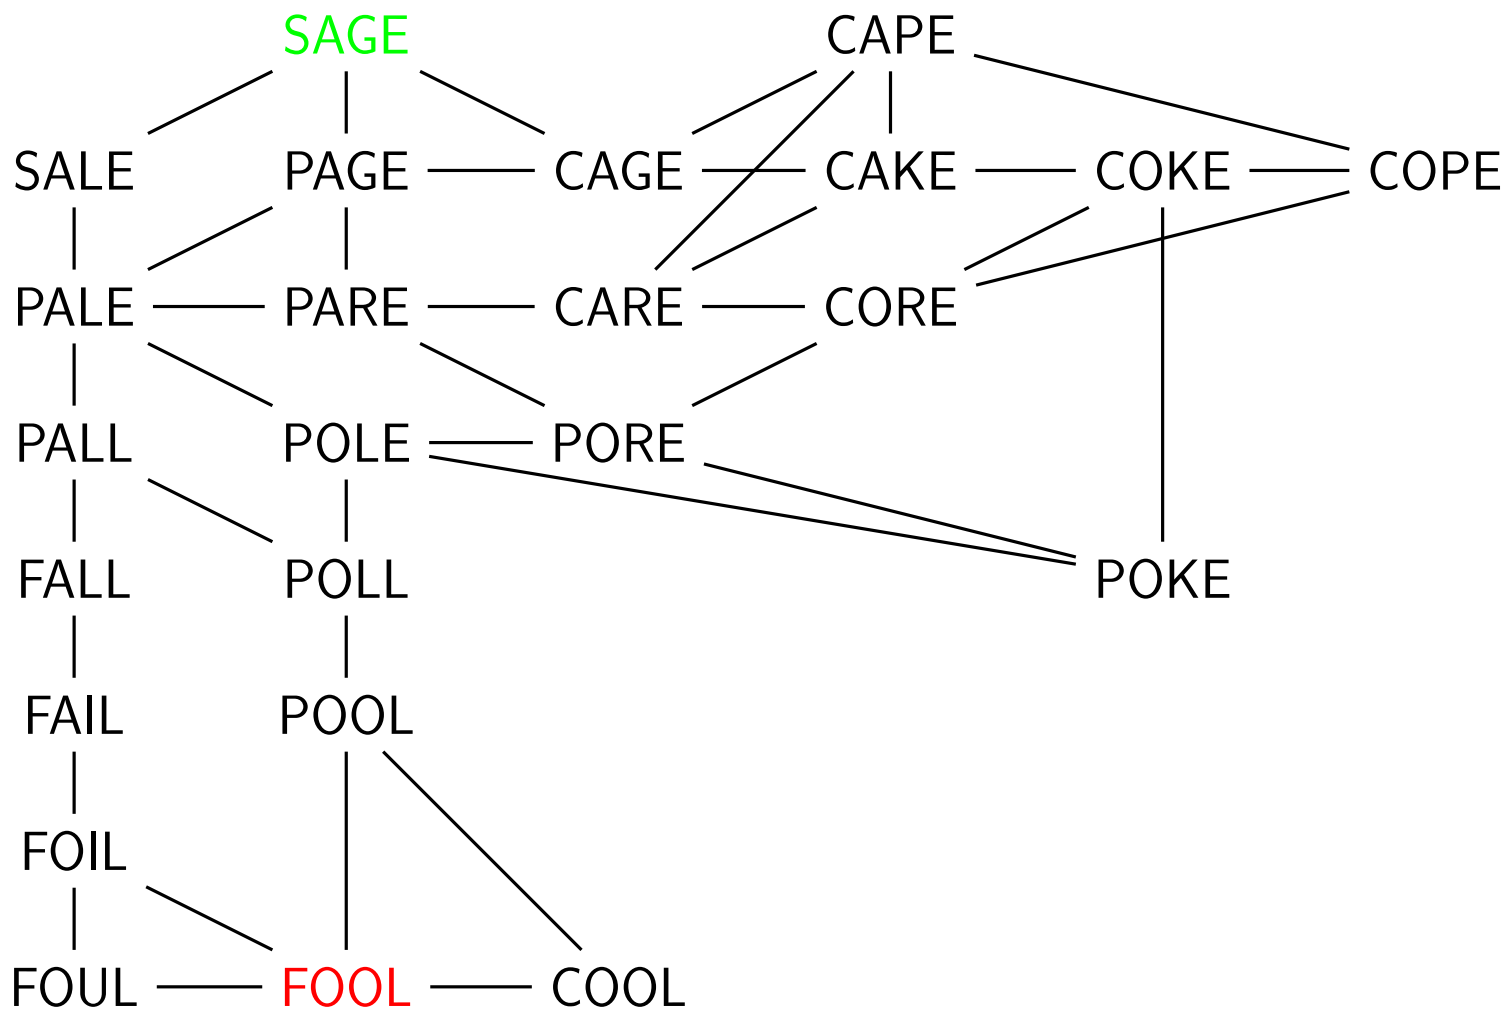 SAGE CAPE
SALE PAGE CAGE CAKE COKE COPE
PALE PARE CARE CORE
PALL POLE PORE
FALL POLL POKE
FAIL POOL
FOIL
FOUL FOOL COOL